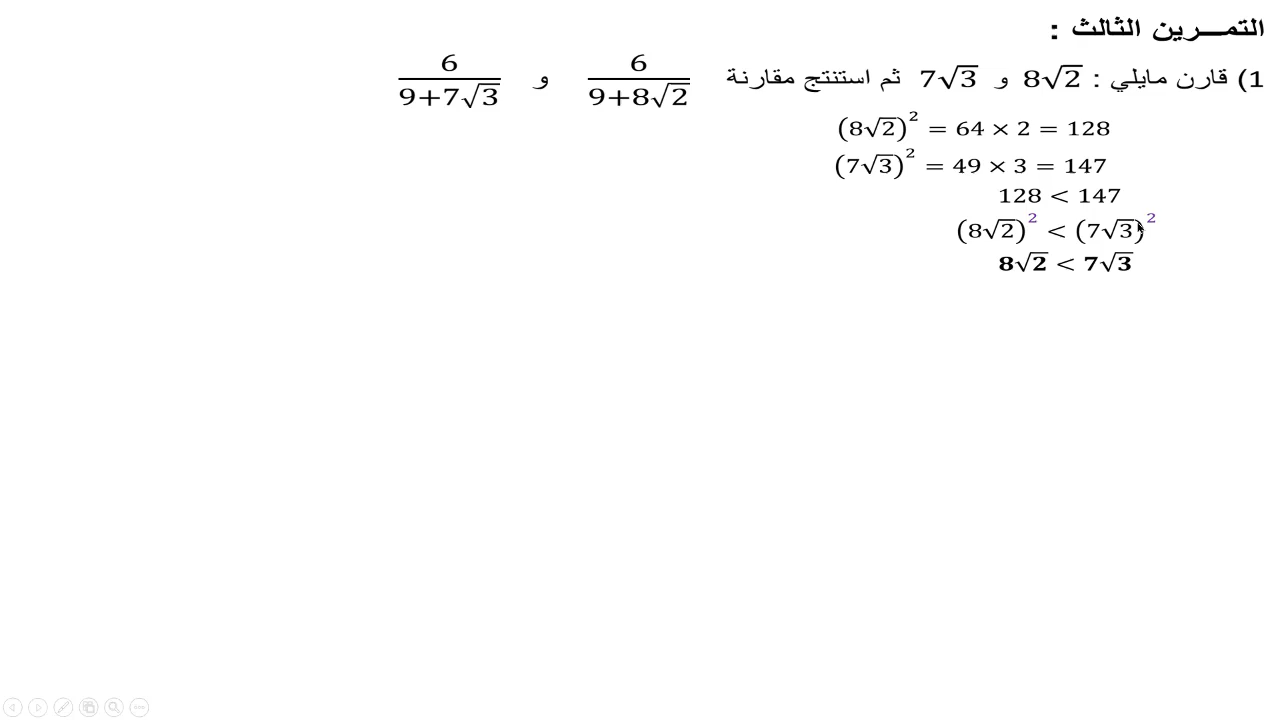 التمـــرين الثالث :
1) قارن مايلي : 8√2 و 7√3 ثم استنتج مقارنة 6/(9+8√2) و 6/(9+7√3)
(8√2)² = 64 × 2 = 128
(7√3)² = 49 × 3 = 147
128 < 147
(8√2)² < (7√3)²
8√2 < 7√3